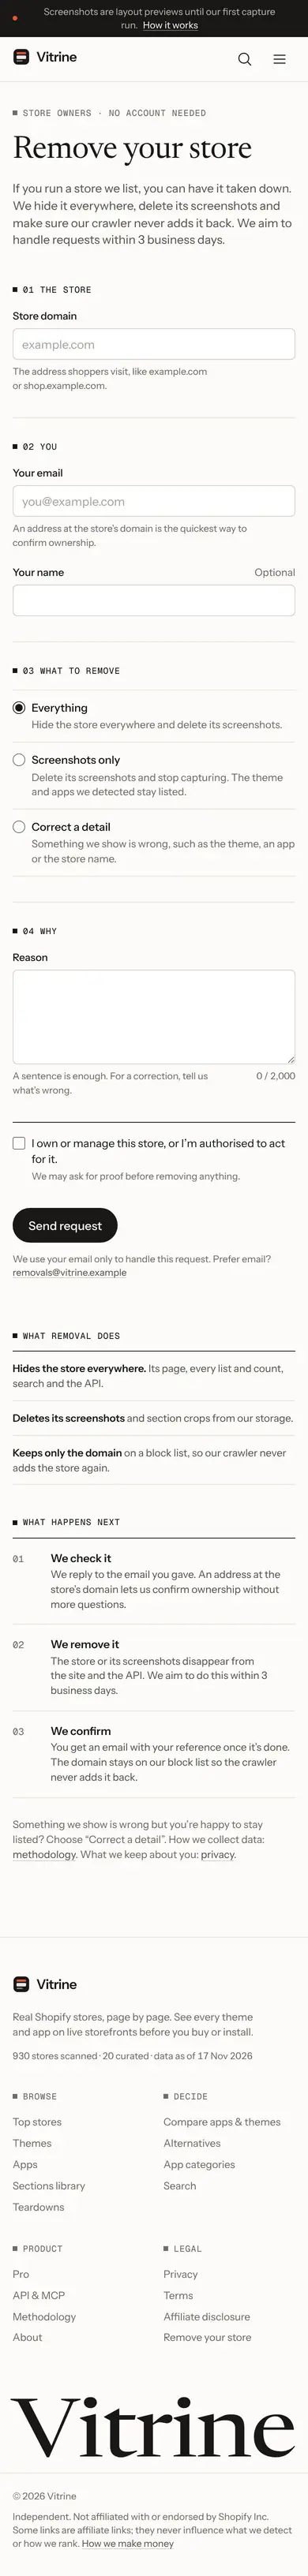 Screenshots are layout previews until our first capture
run. How it works
Vitrine
STORE OWNERS · NO ACCOUNT NEEDED
Remove your store
If you run a store we list, you can have it taken down.
We hide it everywhere, delete its screenshots and
make sure our crawler never adds it back. We aim to
handle requests within 3 business days.
01 THE STORE
Store domain
example.com
The address shoppers visit, like example.com
or shop.example.com.
02 YOU
Your email
you@example.com
An address at the store's domain is the quickest way to
confirm ownership.
Your name Optional
03 WHAT TO REMOVE
Everything
Hide the store everywhere and delete its screenshots.
Screenshots only
Delete its screenshots and stop capturing. The theme
and apps we detected stay listed.
Correct a detail
Something we show is wrong, such as the theme, an app
or the store name.
04 WHY
Reason
A sentence is enough. For a correction, tell us
what's wrong.
0 / 2,000
I own or manage this store, or I'm authorised to act
for it.
We may ask for proof before removing anything.
Send request
We use your email only to handle this request. Prefer email?
removals@vitrine.example
WHAT REMOVAL DOES
Hides the store everywhere. Its page, every list and count,
search and the API.
Deletes its screenshots and section crops from our storage.
Keeps only the domain on a block list, so our crawler never
adds the store again.
WHAT HAPPENS NEXT
01 We check it
We reply to the email you gave. An address at the
store's domain lets us confirm ownership without
more questions.
02 We remove it
The store or its screenshots disappear from
the site and the API. We aim to do this within 3
business days.
03 We confirm
You get an email with your reference once it's done.
The domain stays on our block list so the crawler
never adds it back.
Something we show is wrong but you're happy to stay
listed? Choose “Correct a detail”. How we collect data:
methodology. What we keep about you: privacy.
Vitrine
Real Shopify stores, page by page. See every theme
and app on live storefronts before you buy or install.
930 stores scanned · 20 curated · data as of 17 Nov 2026
BROWSE
Top stores
Themes
Apps
Sections library
Teardowns
DECIDE
Compare apps & themes
Alternatives
App categories
Search
PRODUCT
Pro
API & MCP
Methodology
About
LEGAL
Privacy
Terms
Affiliate disclosure
Remove your store
Vitrine
© 2026 Vitrine
Independent. Not affiliated with or endorsed by Shopify Inc.
Some links are affiliate links; they never influence what we detect
or how we rank. How we make money